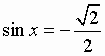 sin x = -√2/2